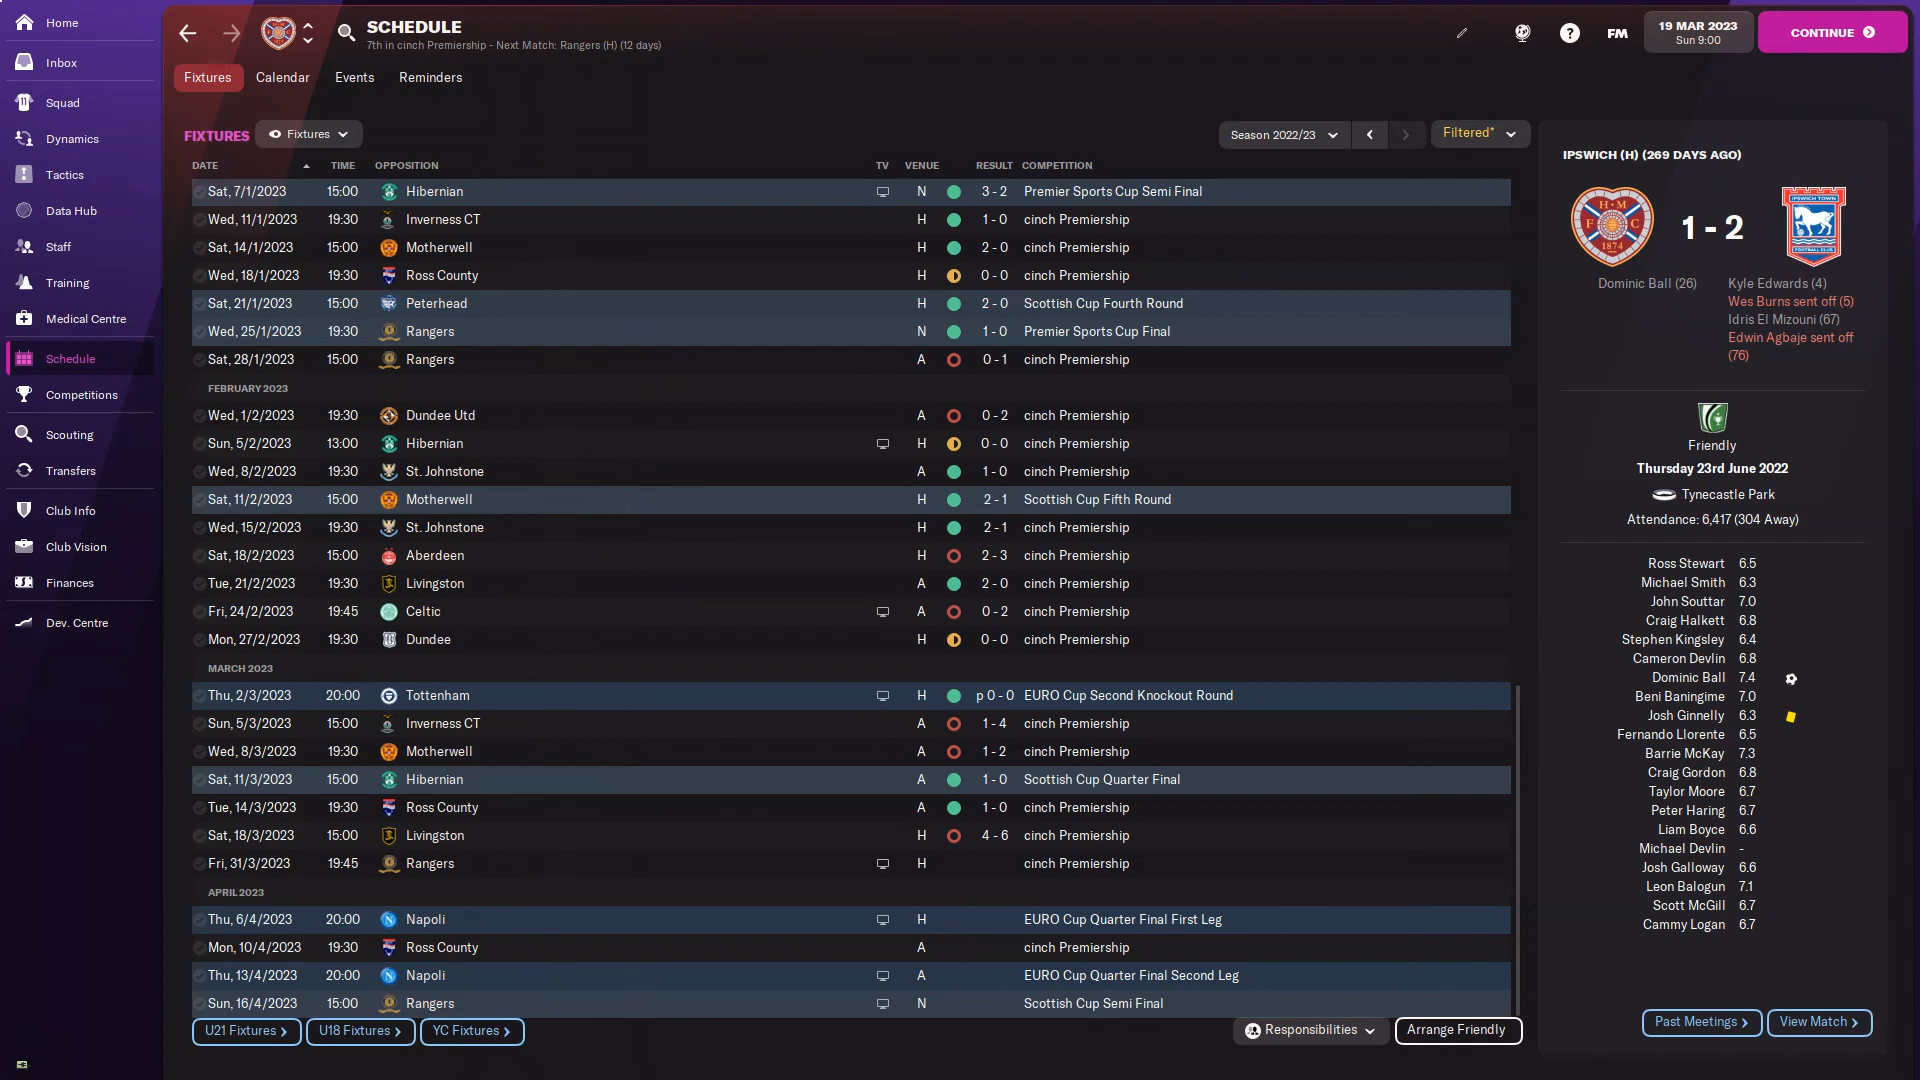 Home
Inbox
Squad
Dynamics
Tactics
Data Hub
Staff
Training
Medical Centre
Schedule
Competitions
Scouting
Transfers
Club Info
Club Vision
Finances
Dev. Centre
SCHEDULE
7th in cinch Premiership - Next Match: Rangers (H) (12 days)
FM
19 MAR 2023
Sun 9:00
CONTINUE
Fixtures Calendar Events Reminders
FIXTURES Fixtures Season 2022/23 Filtered*
DATE TIME OPPOSITION TV VENUE RESULT COMPETITION
Sat, 7/1/2023 15:00 Hibernian N 3 - 2 Premier Sports Cup Semi Final
Wed, 11/1/2023 19:30 Inverness CT H 1 - 0 cinch Premiership
Sat, 14/1/2023 15:00 Motherwell H 2 - 0 cinch Premiership
Wed, 18/1/2023 19:30 Ross County H 0 - 0 cinch Premiership
Sat, 21/1/2023 15:00 Peterhead H 2 - 0 Scottish Cup Fourth Round
Wed, 25/1/2023 19:30 Rangers N 1 - 0 Premier Sports Cup Final
Sat, 28/1/2023 15:00 Rangers A 0 - 1 cinch Premiership
FEBRUARY 2023
Wed, 1/2/2023 19:30 Dundee Utd A 0 - 2 cinch Premiership
Sun, 5/2/2023 13:00 Hibernian H 0 - 0 cinch Premiership
Wed, 8/2/2023 19:30 St. Johnstone A 1 - 0 cinch Premiership
Sat, 11/2/2023 15:00 Motherwell H 2 - 1 Scottish Cup Fifth Round
Wed, 15/2/2023 19:30 St. Johnstone H 2 - 1 cinch Premiership
Sat, 18/2/2023 15:00 Aberdeen H 2 - 3 cinch Premiership
Tue, 21/2/2023 19:30 Livingston A 2 - 0 cinch Premiership
Fri, 24/2/2023 19:45 Celtic A 0 - 2 cinch Premiership
Mon, 27/2/2023 19:30 Dundee H 0 - 0 cinch Premiership
MARCH 2023
Thu, 2/3/2023 20:00 Tottenham H p 0 - 0 EURO Cup Second Knockout Round
Sun, 5/3/2023 15:00 Inverness CT A 1 - 4 cinch Premiership
Wed, 8/3/2023 19:30 Motherwell A 1 - 2 cinch Premiership
Sat, 11/3/2023 15:00 Hibernian A 1 - 0 Scottish Cup Quarter Final
Tue, 14/3/2023 19:30 Ross County A 1 - 0 cinch Premiership
Sat, 18/3/2023 15:00 Livingston H 4 - 6 cinch Premiership
Fri, 31/3/2023 19:45 Rangers H cinch Premiership
APRIL 2023
Thu, 6/4/2023 20:00 Napoli H EURO Cup Quarter Final First Leg
Mon, 10/4/2023 19:30 Ross County A cinch Premiership
Thu, 13/4/2023 20:00 Napoli A EURO Cup Quarter Final Second Leg
Sun, 16/4/2023 15:00 Rangers N Scottish Cup Semi Final
U21 Fixtures U18 Fixtures YC Fixtures Responsibilities Arrange Friendly
IPSWICH (H) (269 DAYS AGO)
H M
F C
1874
IPSWICH TOWN
FOOTBALL CLUB
1 - 2
Dominic Ball (26) Kyle Edwards (4)
Wes Burns sent off (5)
Idris El Mizouni (67)
Edwin Agbaje sent off
(76)
Friendly
Thursday 23rd June 2022
Tynecastle Park
Attendance: 6,417 (304 Away)
Ross Stewart 6.5
Michael Smith 6.3
John Souttar 7.0
Craig Halkett 6.8
Stephen Kingsley 6.4
Cameron Devlin 6.8
Dominic Ball 7.4
Beni Baningime 7.0
Josh Ginnelly 6.3
Fernando Llorente 6.5
Barrie McKay 7.3
Craig Gordon 6.8
Taylor Moore 6.7
Peter Haring 6.7
Liam Boyce 6.6
Michael Devlin -
Josh Galloway 6.6
Leon Balogun 7.1
Scott McGill 6.7
Cammy Logan 6.7
Past Meetings View Match